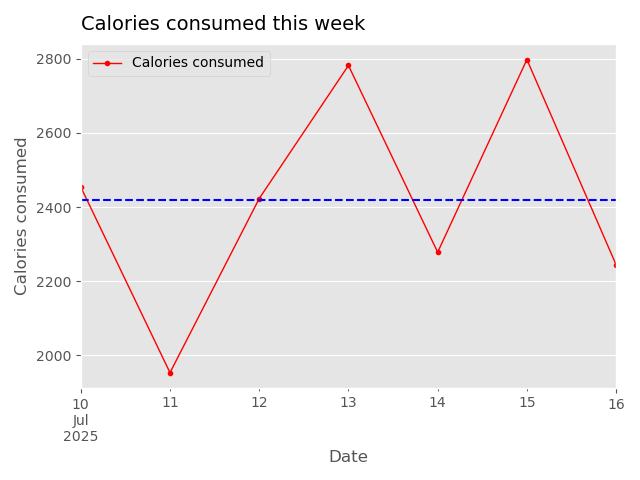 Calories consumed this week
Calories consumed
2800
2600
2400
2200
2000
Calories consumed
10 11 12 13 14 15 16
Jul
2025
Date